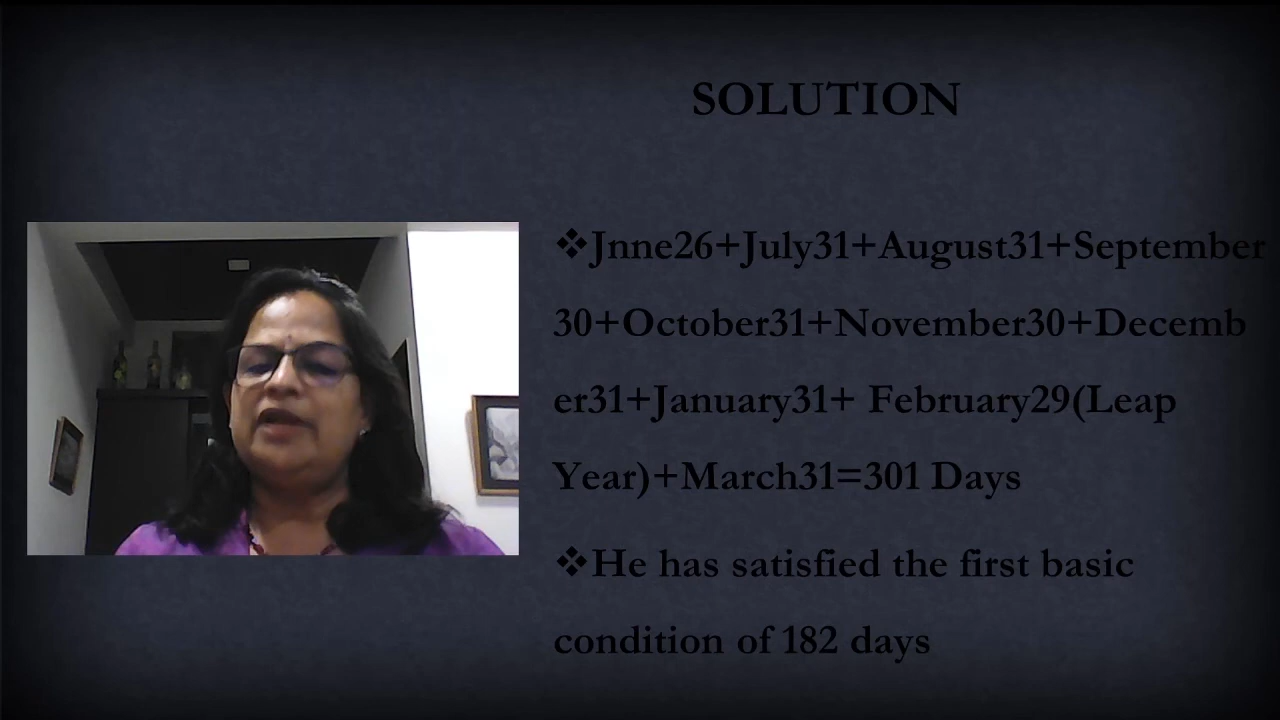 SOLUTION
❖Jnne26+July31+August31+September
30+October31+November30+Decemb
er31+January31+ February29(Leap
Year)+March31=301 Days
❖He has satisfied the first basic
condition of 182 days